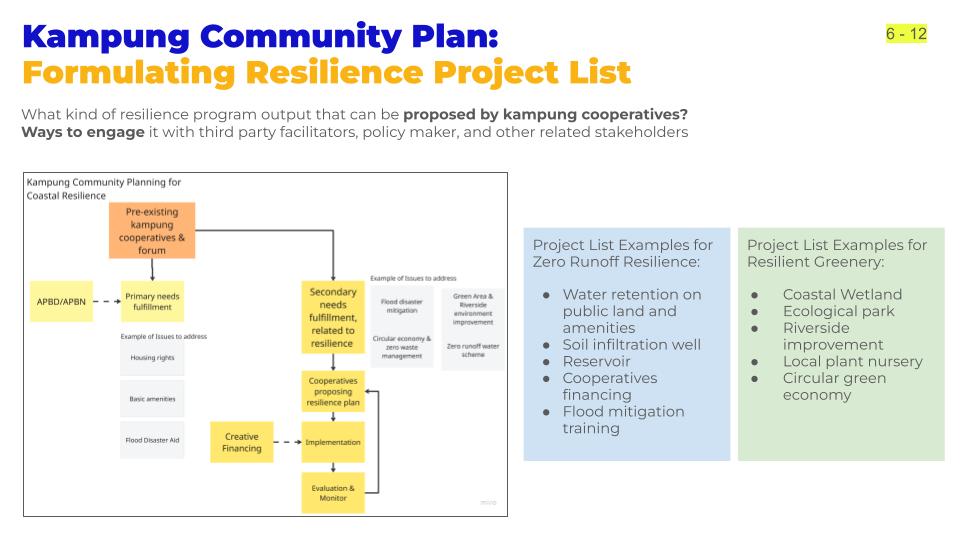 Kampung Community Plan:
Formulating Resilience Project List
6 - 12
What kind of resilience program output that can be proposed by kampung cooperatives?
Ways to engage it with third party facilitators, policy maker, and other related stakeholders
Kampung Community Planning for
Coastal Resilience
Pre-existing
kampung
cooperatives &
forum
APBD/APBN
Primary needs
fulfillment
Example of Issues to address
Housing rights
Basic amenities
Flood Disaster Aid
Secondary
needs
fulfillment,
related to
resilience
Example of Issues to address
Flood disaster
mitigation
Green Area &
Riverside
environment
improvement
Circular economy &
zero waste
management
Zero runoff water
scheme
Cooperatives
proposing
resilience plan
Creative
Financing
Implementation
Evaluation &
Monitor
miro
Project List Examples for
Zero Runoff Resilience:
● Water retention on
public land and
amenities
● Soil infiltration well
● Reservoir
● Cooperatives
financing
● Flood mitigation
training
Project List Examples for
Resilient Greenery:
● Coastal Wetland
● Ecological park
● Riverside
improvement
● Local plant nursery
● Circular green
economy